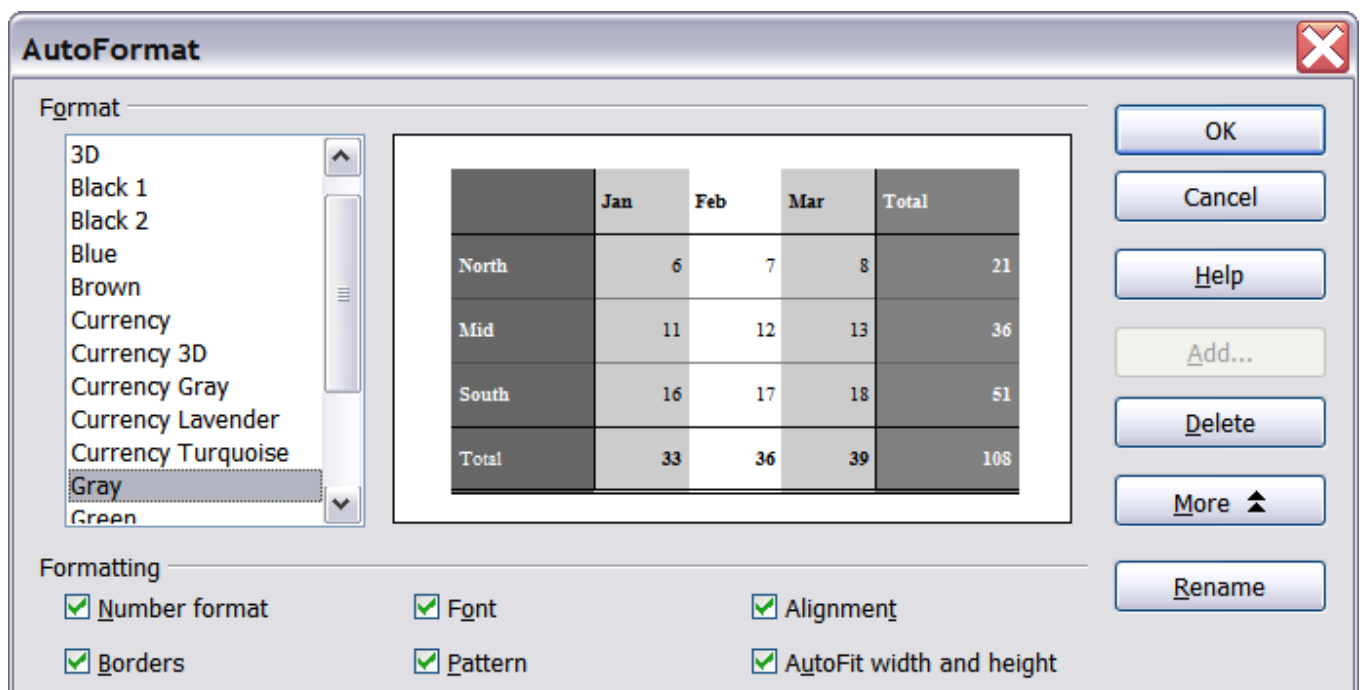 AutoFormat
Format
3D
Black 1
Black 2
Blue
Brown
Currency
Currency 3D
Currency Gray
Currency Lavender
Currency Turquoise
Gray
Green
Jan Feb Mar Total
North 6 7 8 21
Mid 11 12 13 36
South 16 17 18 51
Total 33 36 39 108
OK
Cancel
Help
Add...
Delete
More
Rename
Formatting
Number format Font Alignment
Borders Pattern AutoFit width and height